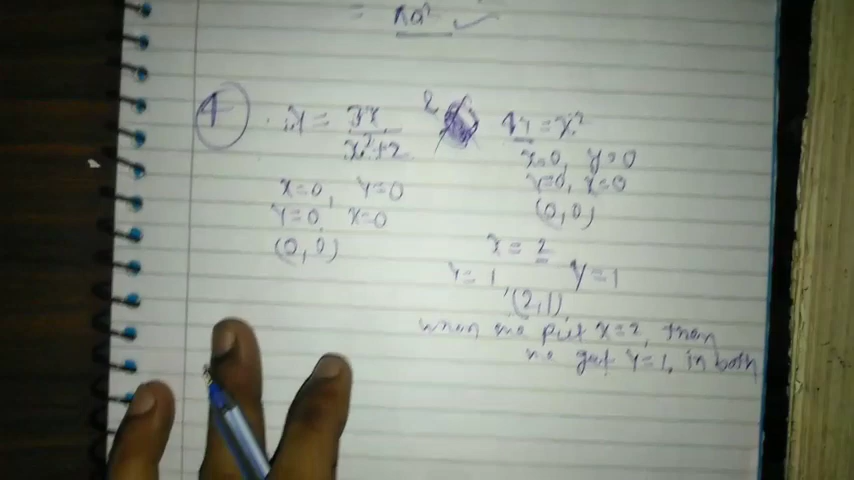 = πa²
4 y = 3x / x²+2 2 4y = x²
x=0, y=0
y=0, x=0
(0,0)
x=0, y=0
y=0, x=0
(0,0)
x = 2
y= 1, y=1
(2,1)
when we put x=2, then
we get y=1, in both